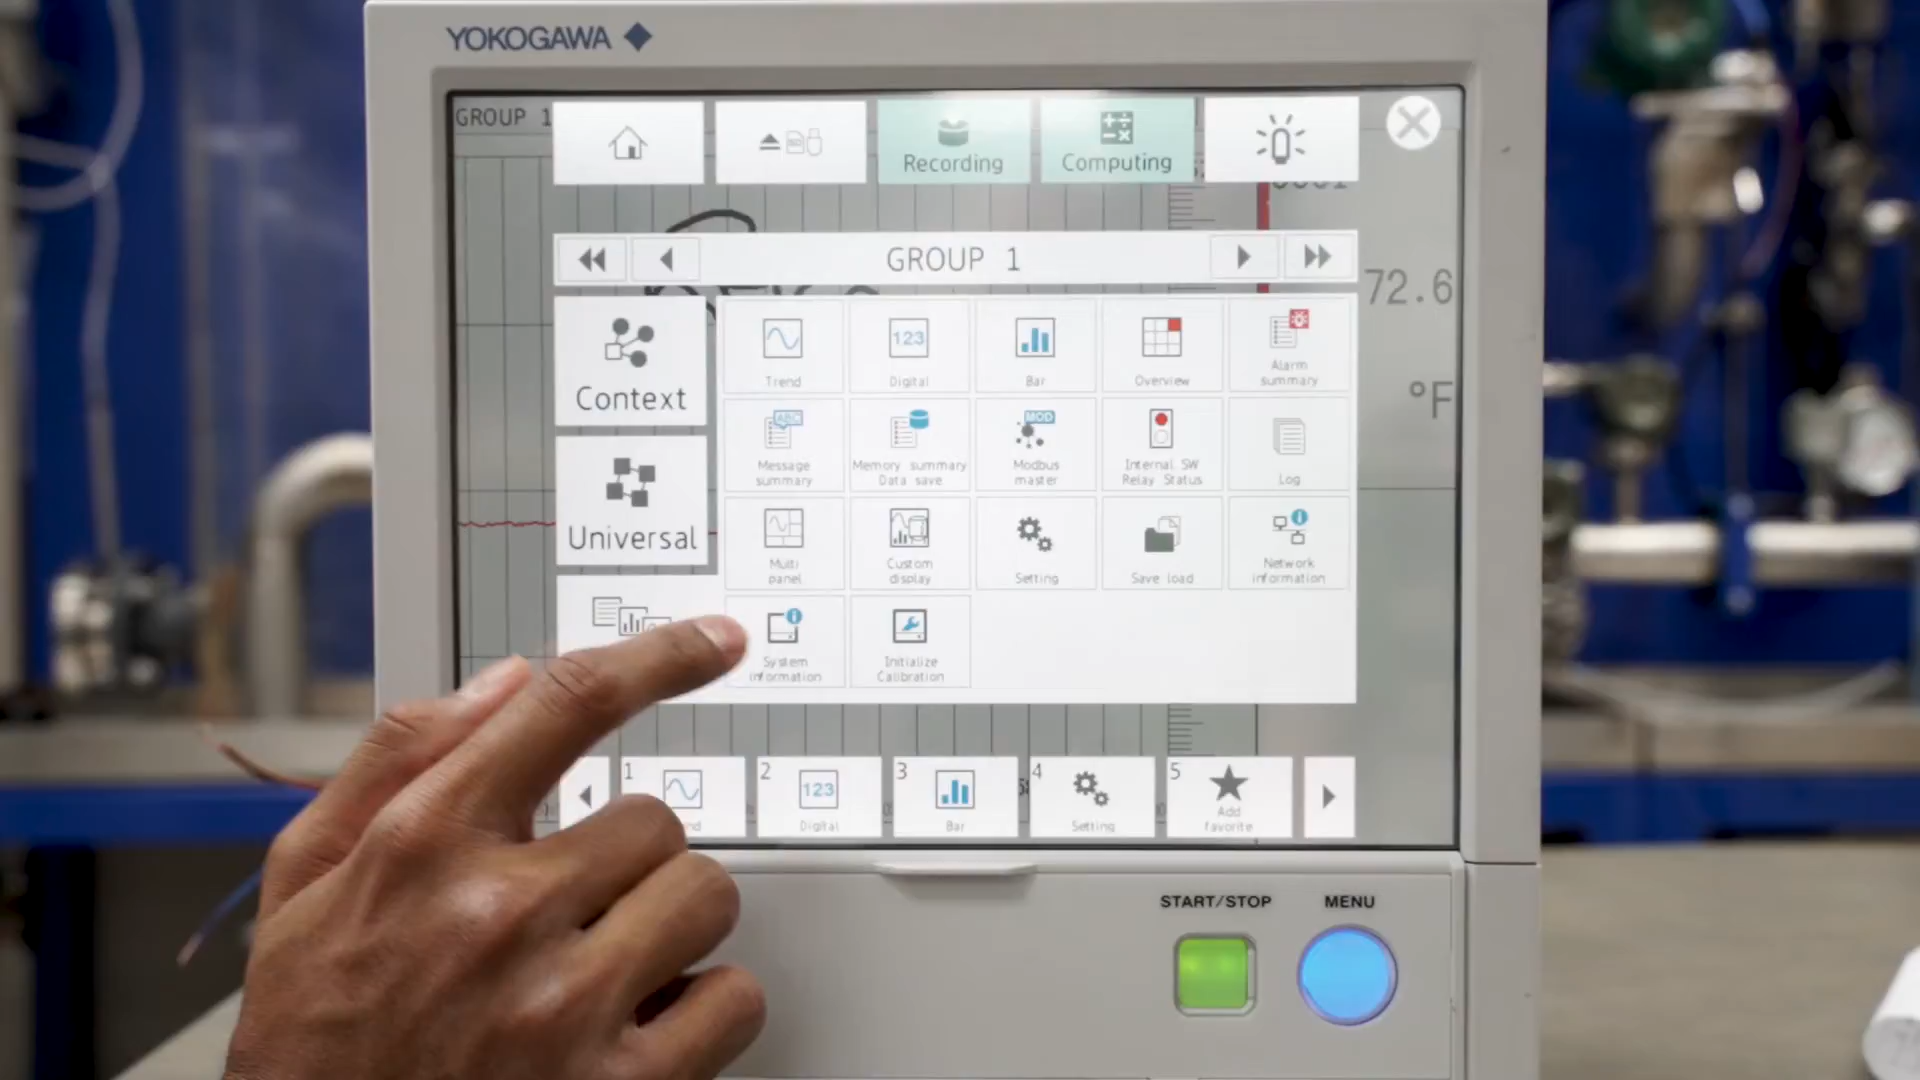 YOKOGAWA
GROUP 1
Recording
Computing
GROUP 1
72.6
°F
Context
Universal
Trend
123
Digital
Bar
Overview
Alarm
summary
ABC
Message
summary
Memory summary
Data save
MOD
Modbus
master
Internal SW
Relay Status
Log
Multi
panel
Custom
display
Setting
Save load
Network
information
System
information
Initialize
Calibration
1
2
123
Digital
3
Bar
4
Setting
5
Add
favorite
START/STOP
MENU